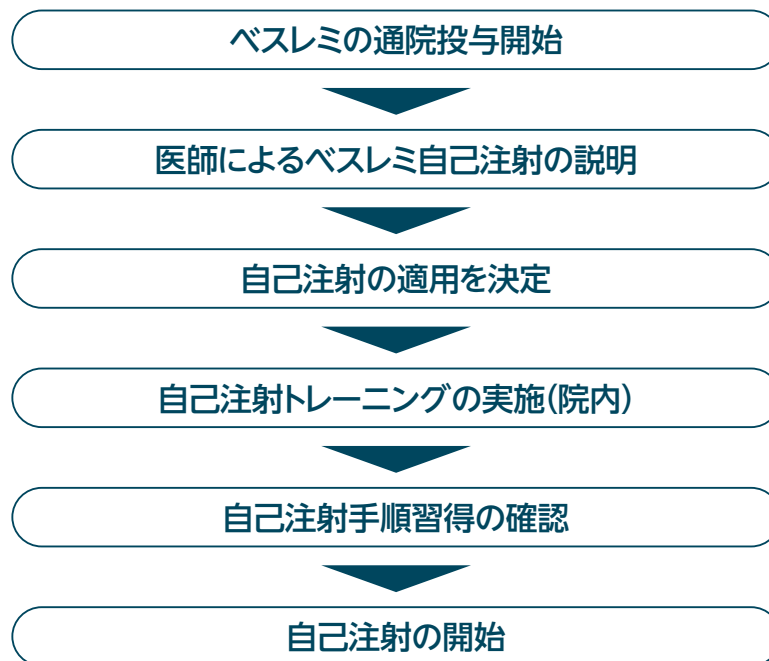 ベスレミの通院投与開始
医師によるベスレミ自己注射の説明
自己注射の適用を決定
自己注射トレーニングの実施（院内）
自己注射手順習得の確認
自己注射の開始